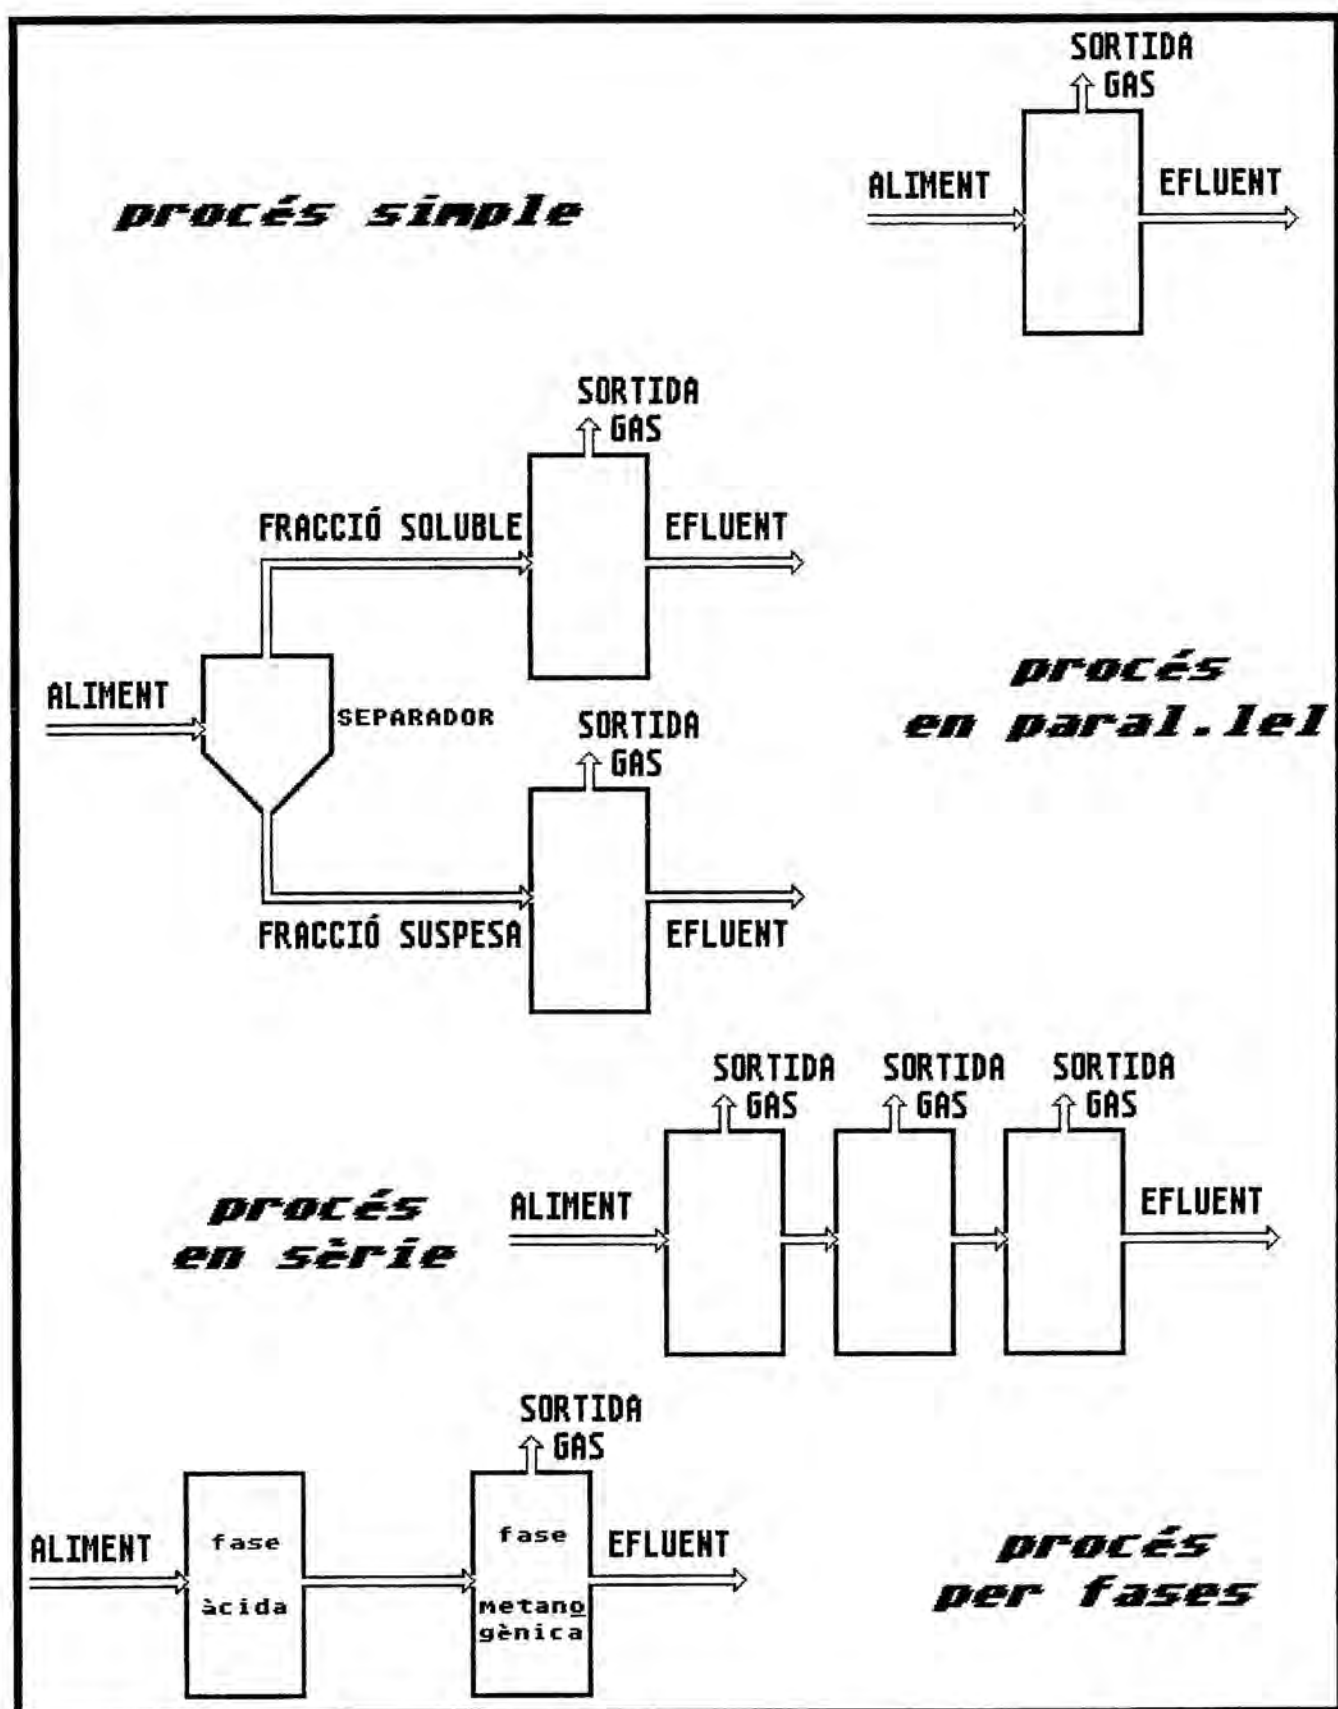 SORTIDA
GAS
ALIMENT
EFLUENT
procés simple
SORTIDA
GAS
FRACCIÓ SOLUBLE
EFLUENT
ALIMENT
SEPARADOR
procés
en paral.lel
SORTIDA
GAS
FRACCIÓ SUSPESA
EFLUENT
SORTIDA
GAS
SORTIDA
GAS
SORTIDA
GAS
procés
en sèrie
ALIMENT
EFLUENT
SORTIDA
GAS
ALIMENT
fase
àcida
fase
metano
gènica
EFLUENT
procés
per fases